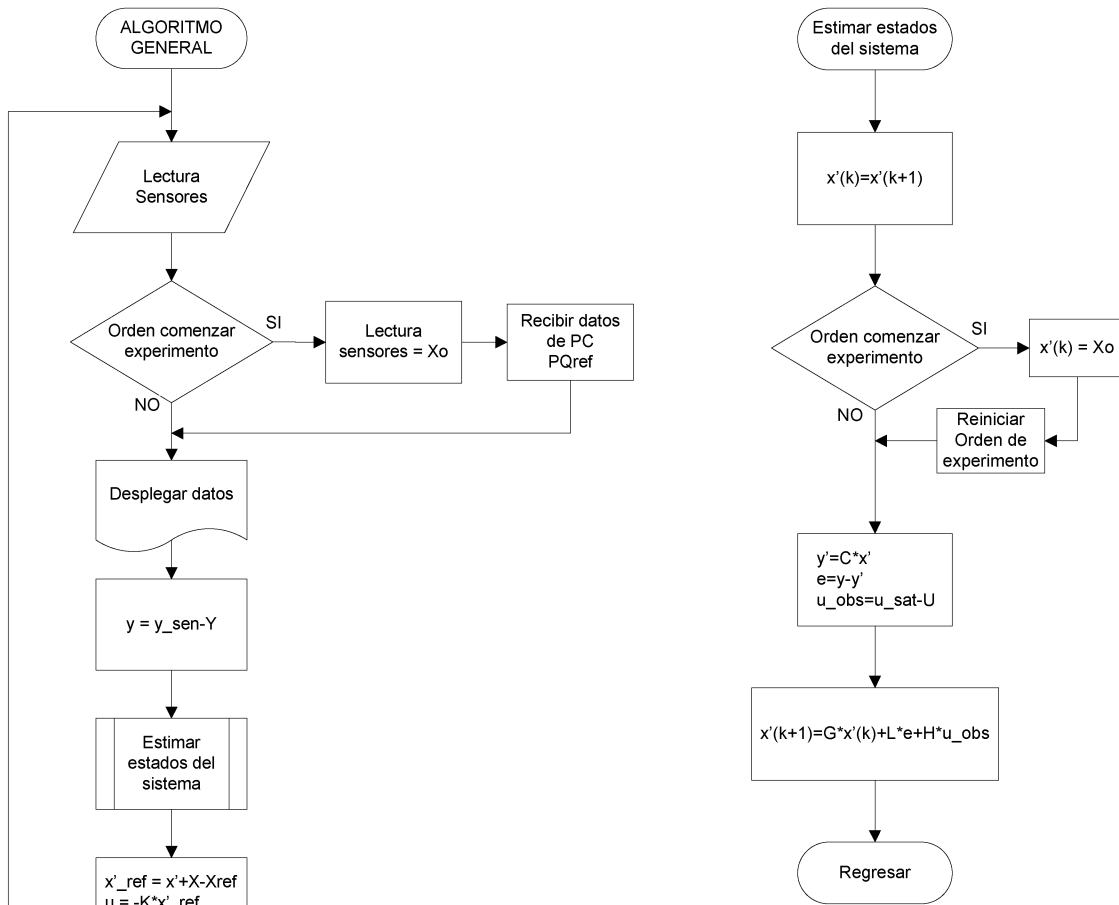 ALGORITMO
GENERAL
Lectura
Sensores
Orden comenzar
experimento
SI
Lectura
sensores = Xo
Recibir datos
de PC
PQref
NO
Desplegar datos
y = y_sen-Y
Estimar
estados del
sistema
x'_ref = x'+X-Xref
u = -K*x'_ref
Estimar estados
del sistema
x'(k)=x'(k+1)
Orden comenzar
experimento
SI
x'(k) = Xo
NO
Reiniciar
Orden de
experimento
y'=C*x'
e=y-y'
u_obs=u_sat-U
x'(k+1)=G*x'(k)+L*e+H*u_obs
Regresar